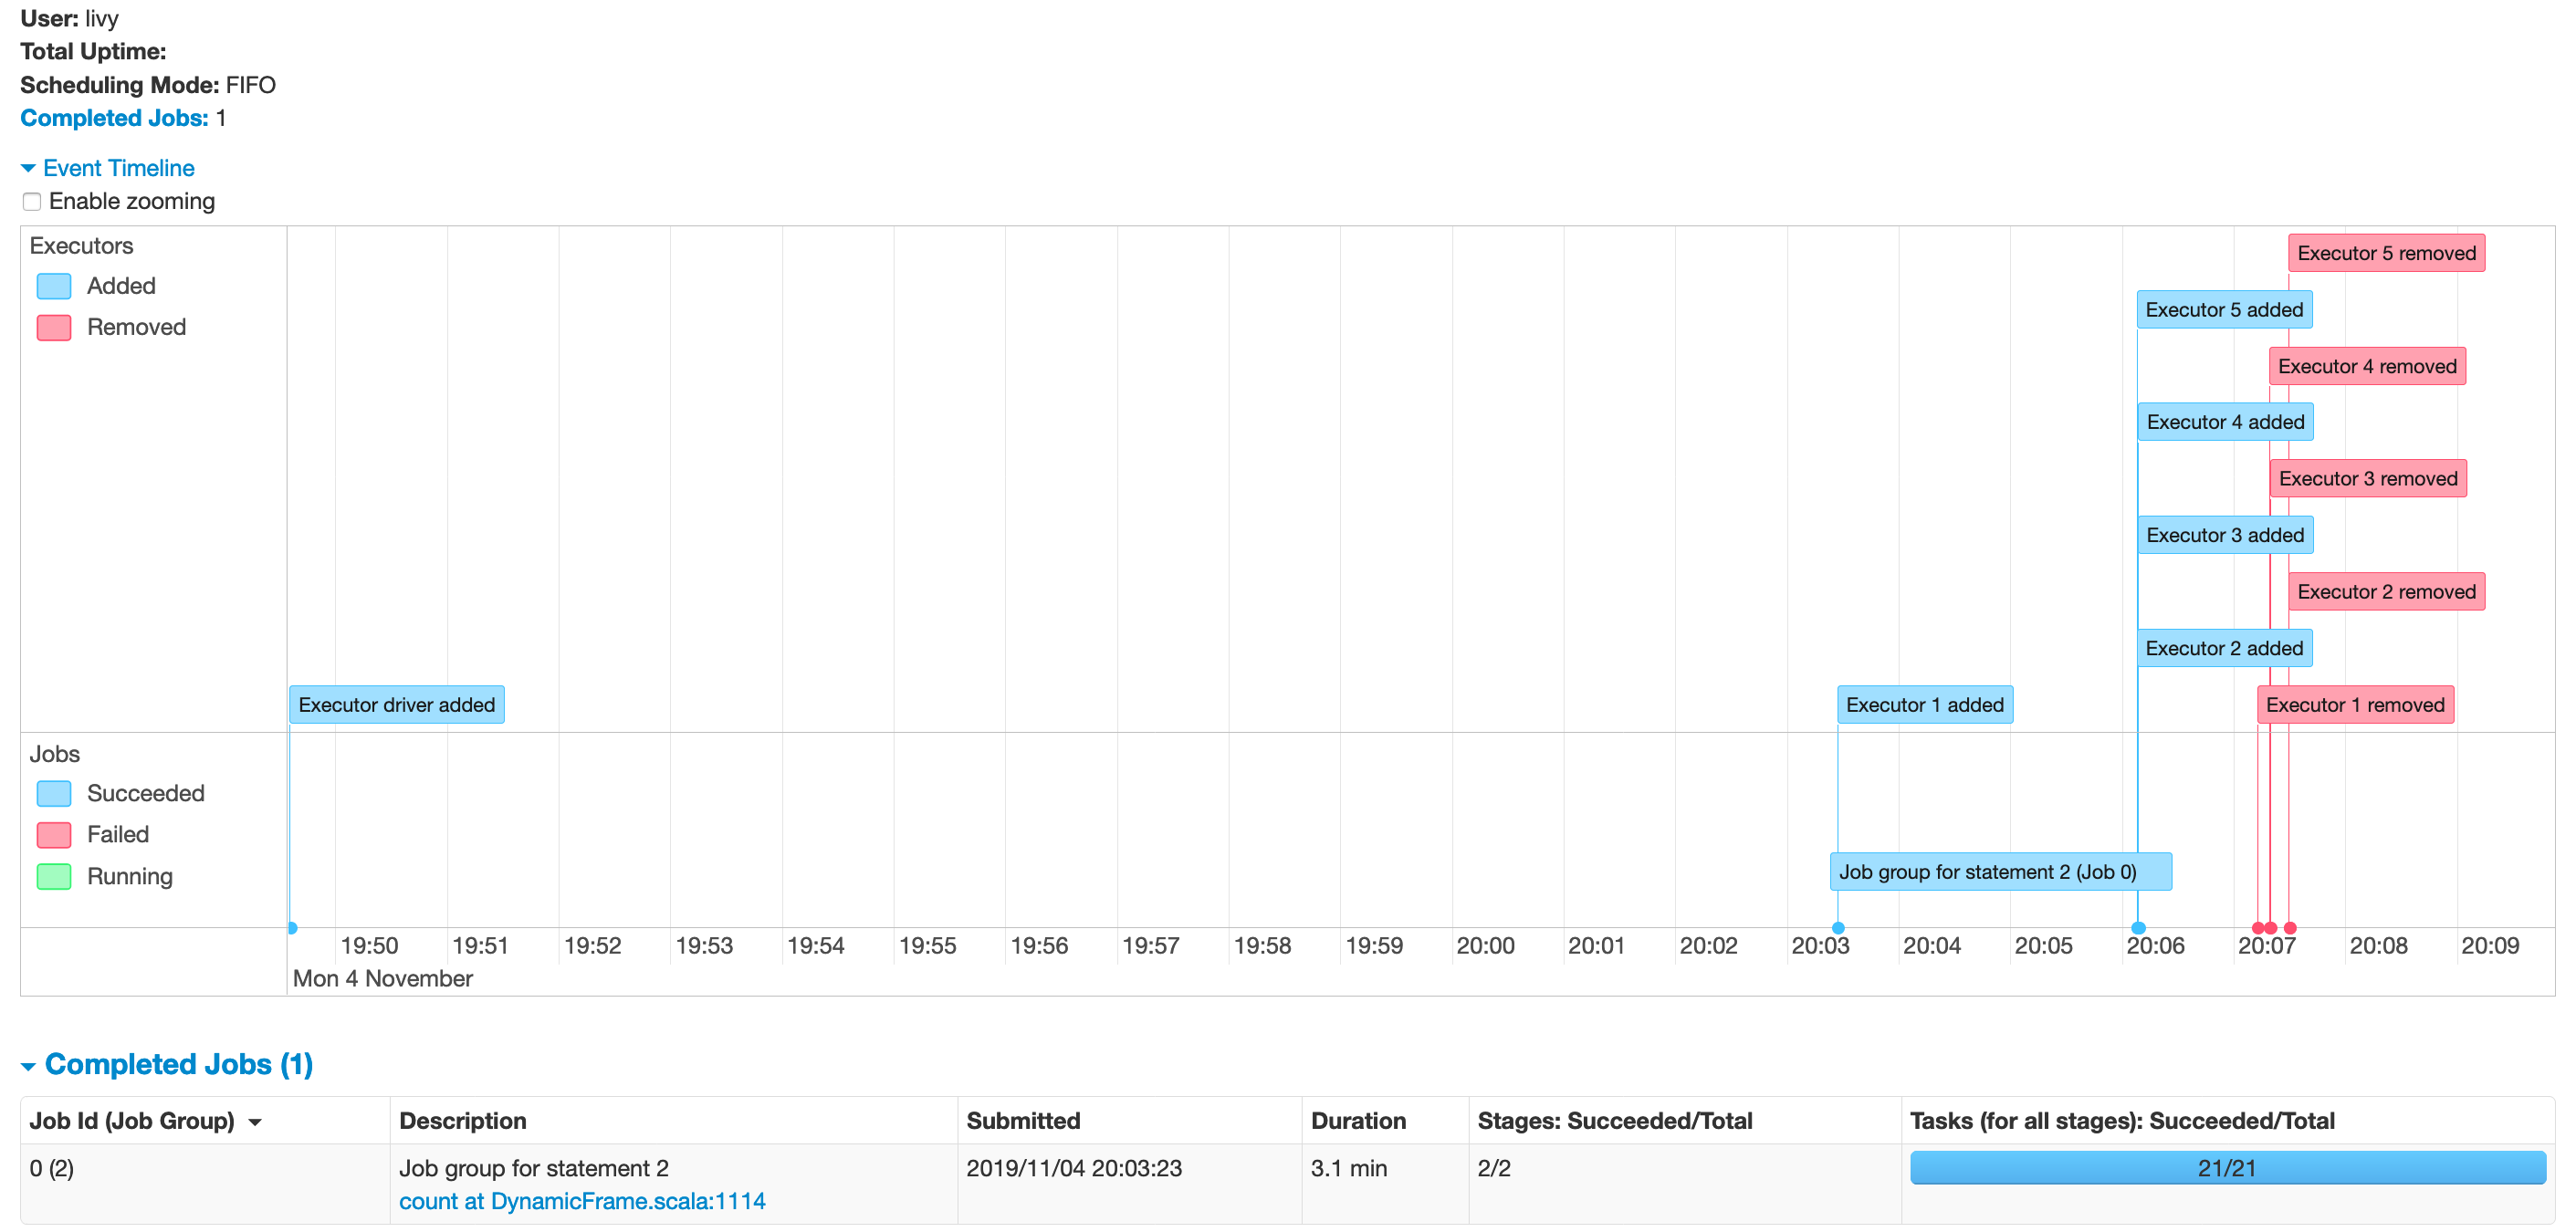 User: livy
Total Uptime:
Scheduling Mode: FIFO
Completed Jobs: 1
Event Timeline
Enable zooming
Executors
Added
Removed
Executor 5 removed
Executor 5 added
Executor 4 removed
Executor 4 added
Executor 3 removed
Executor 3 added
Executor 2 removed
Executor 2 added
Executor driver added Executor 1 added Executor 1 removed
Jobs
Succeeded
Failed
Running
Job group for statement 2 (Job 0)
19:50 19:51 19:52 19:53 19:54 19:55 19:56 19:57 19:58 19:59 20:00 20:01 20:02 20:03 20:04 20:05 20:06 20:07 20:08 20:09
Mon 4 November
Completed Jobs (1)
Job Id (Job Group) Description Submitted Duration Stages: Succeeded/Total Tasks (for all stages): Succeeded/Total
0 (2) Job group for statement 2 2019/11/04 20:03:23 3.1 min 2/2 21/21
count at DynamicFrame.scala:1114